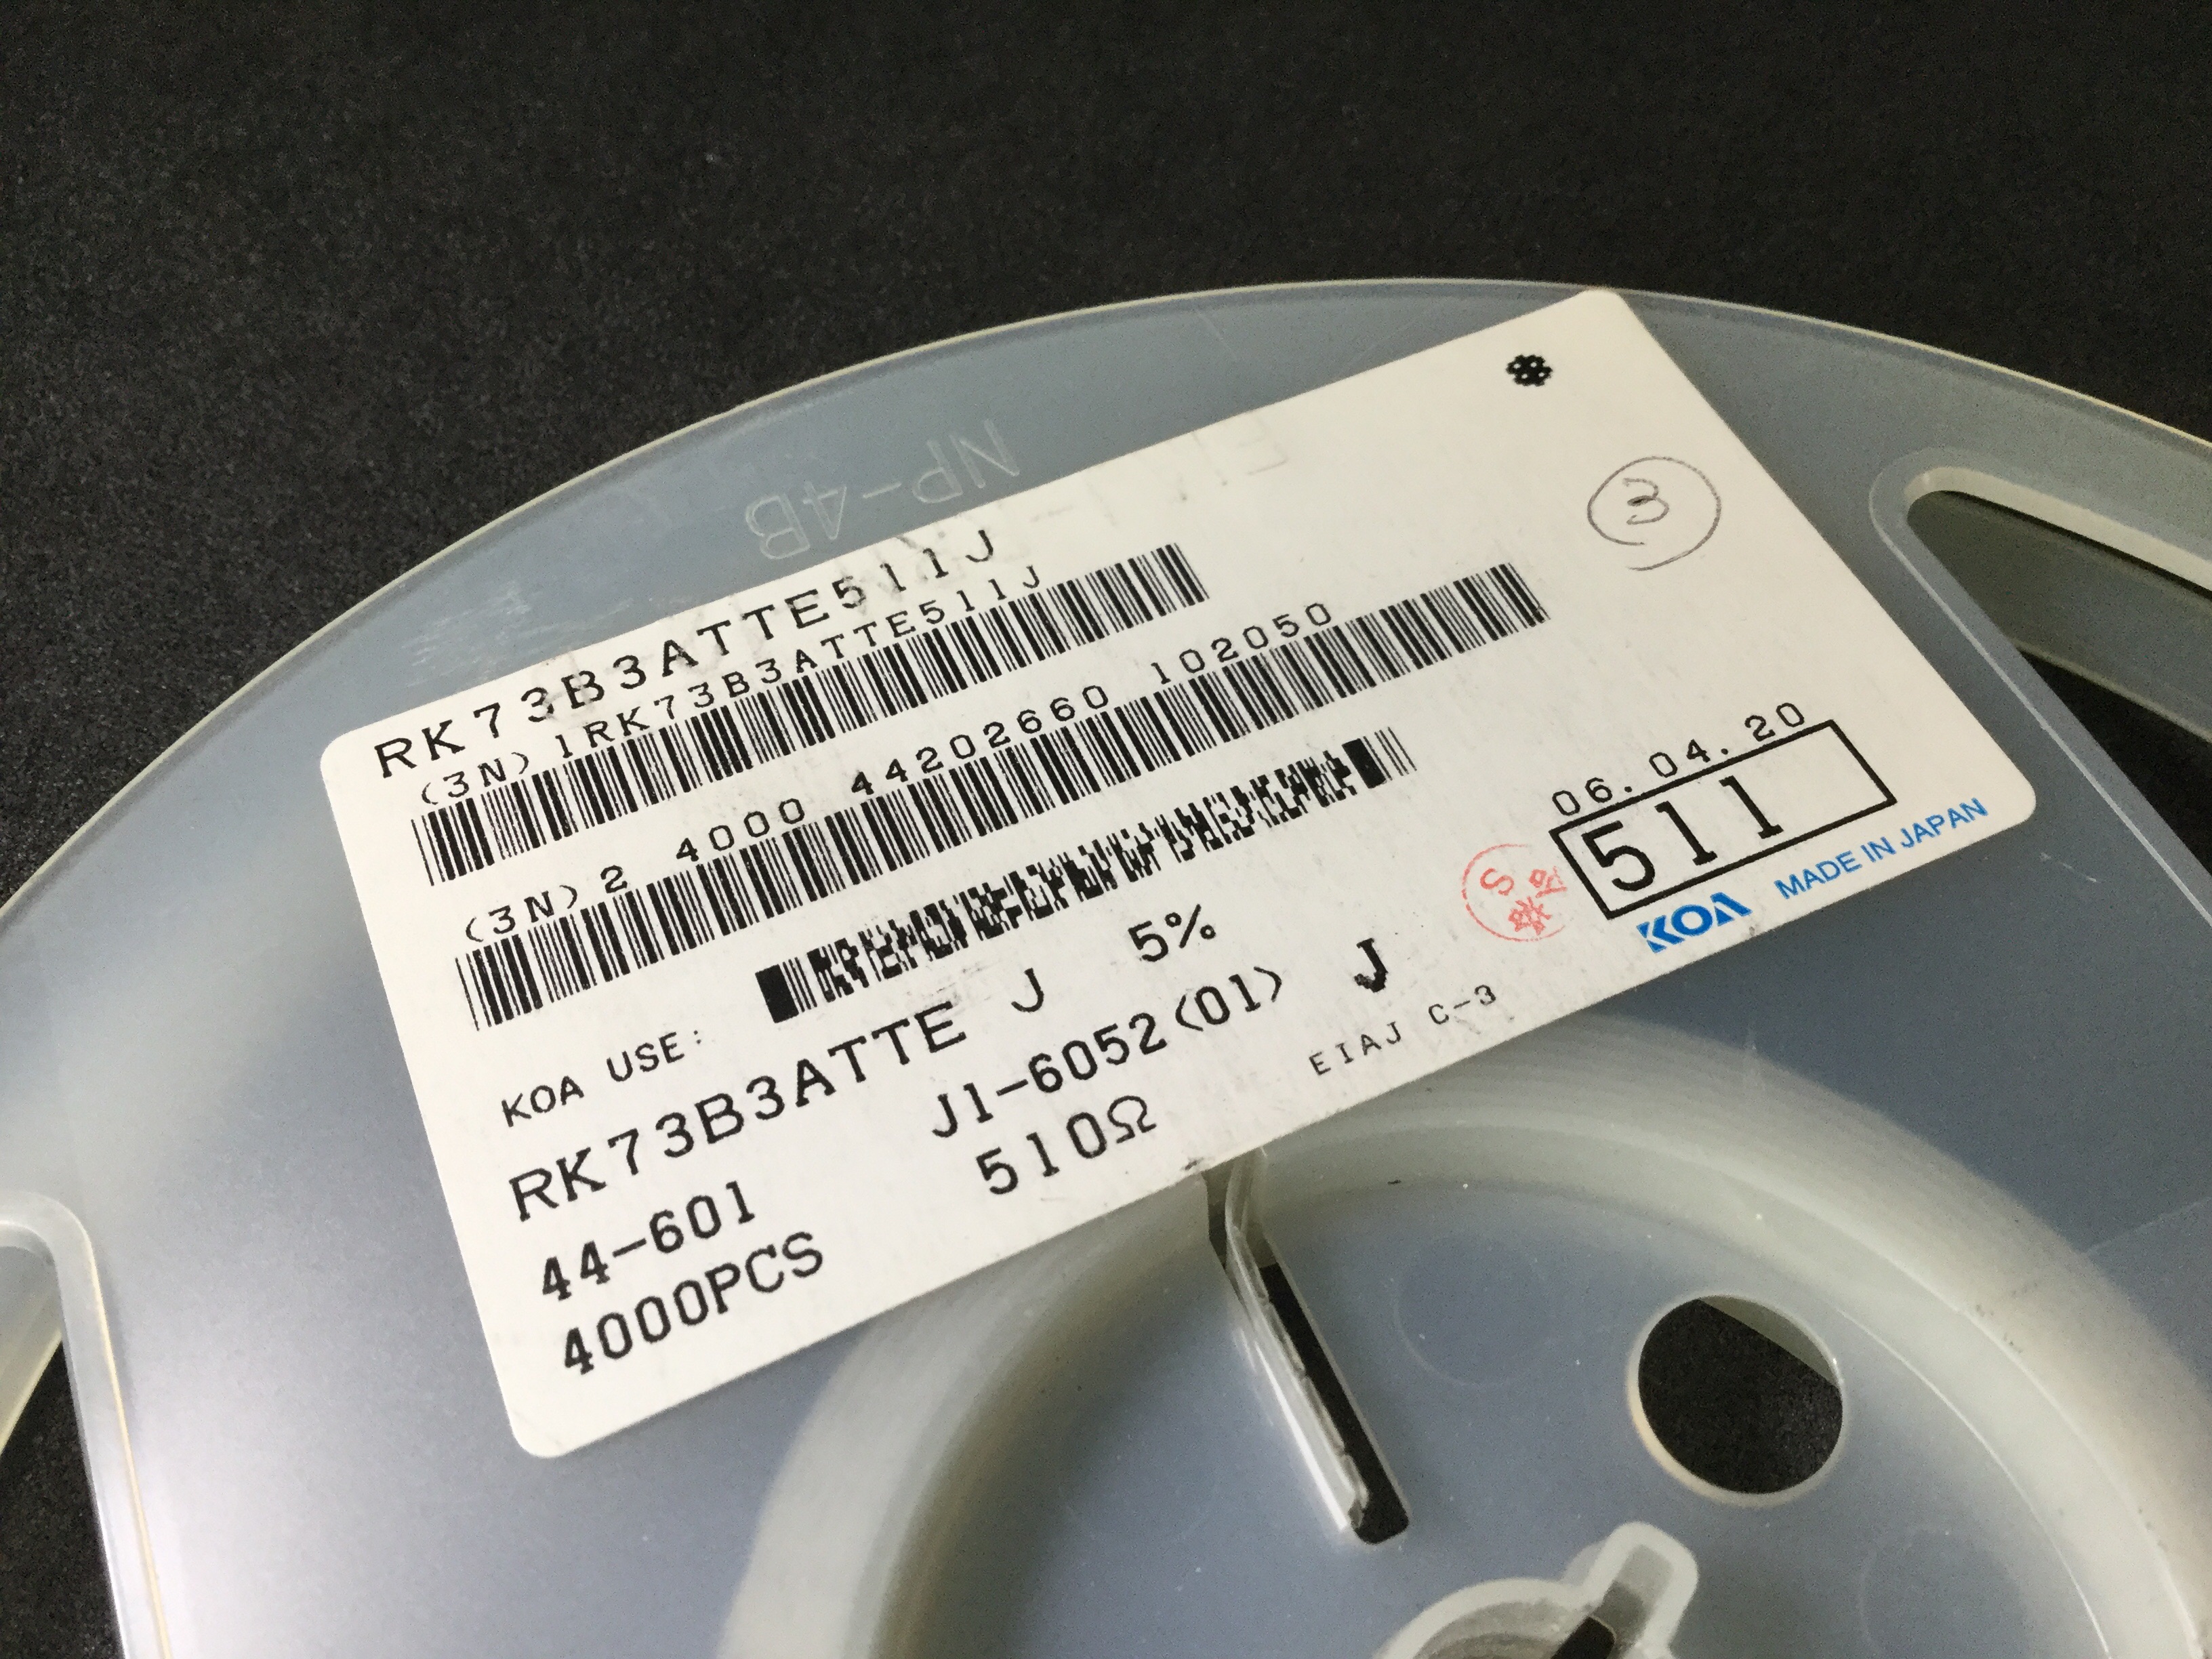 NP-4B
③
RK73B3ATTE511J
(3N)1RK73B3ATTE511J
(3N)2 4000 44202660 102050
06.04.20
511
KOA MADE IN JAPAN
KOA USE:
RK73B3ATTE J 5%
44-601 J1-6052(01) J
4000PCS 510Ω
EIAJ C-3